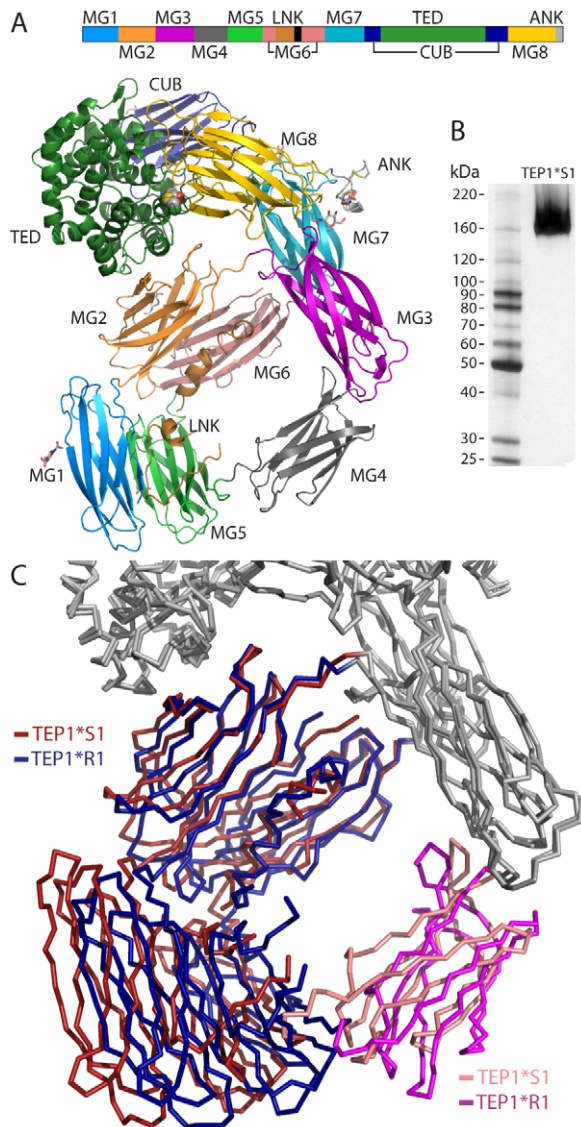 A
MG1 MG3 MG5 LNK MG7 TED ANK
MG2 MG4 MG6 CUB MG8
CUB
MG8
ANK
TED
MG7
MG2
MG3
MG6
LNK
MG1
MG4
MG5
B
kDa TEP1*S1
220-
160-
120-
100-
90-
80-
70-
60-
50-
40-
30-
25-
C
TEP1*S1
TEP1*R1
TEP1*S1
TEP1*R1